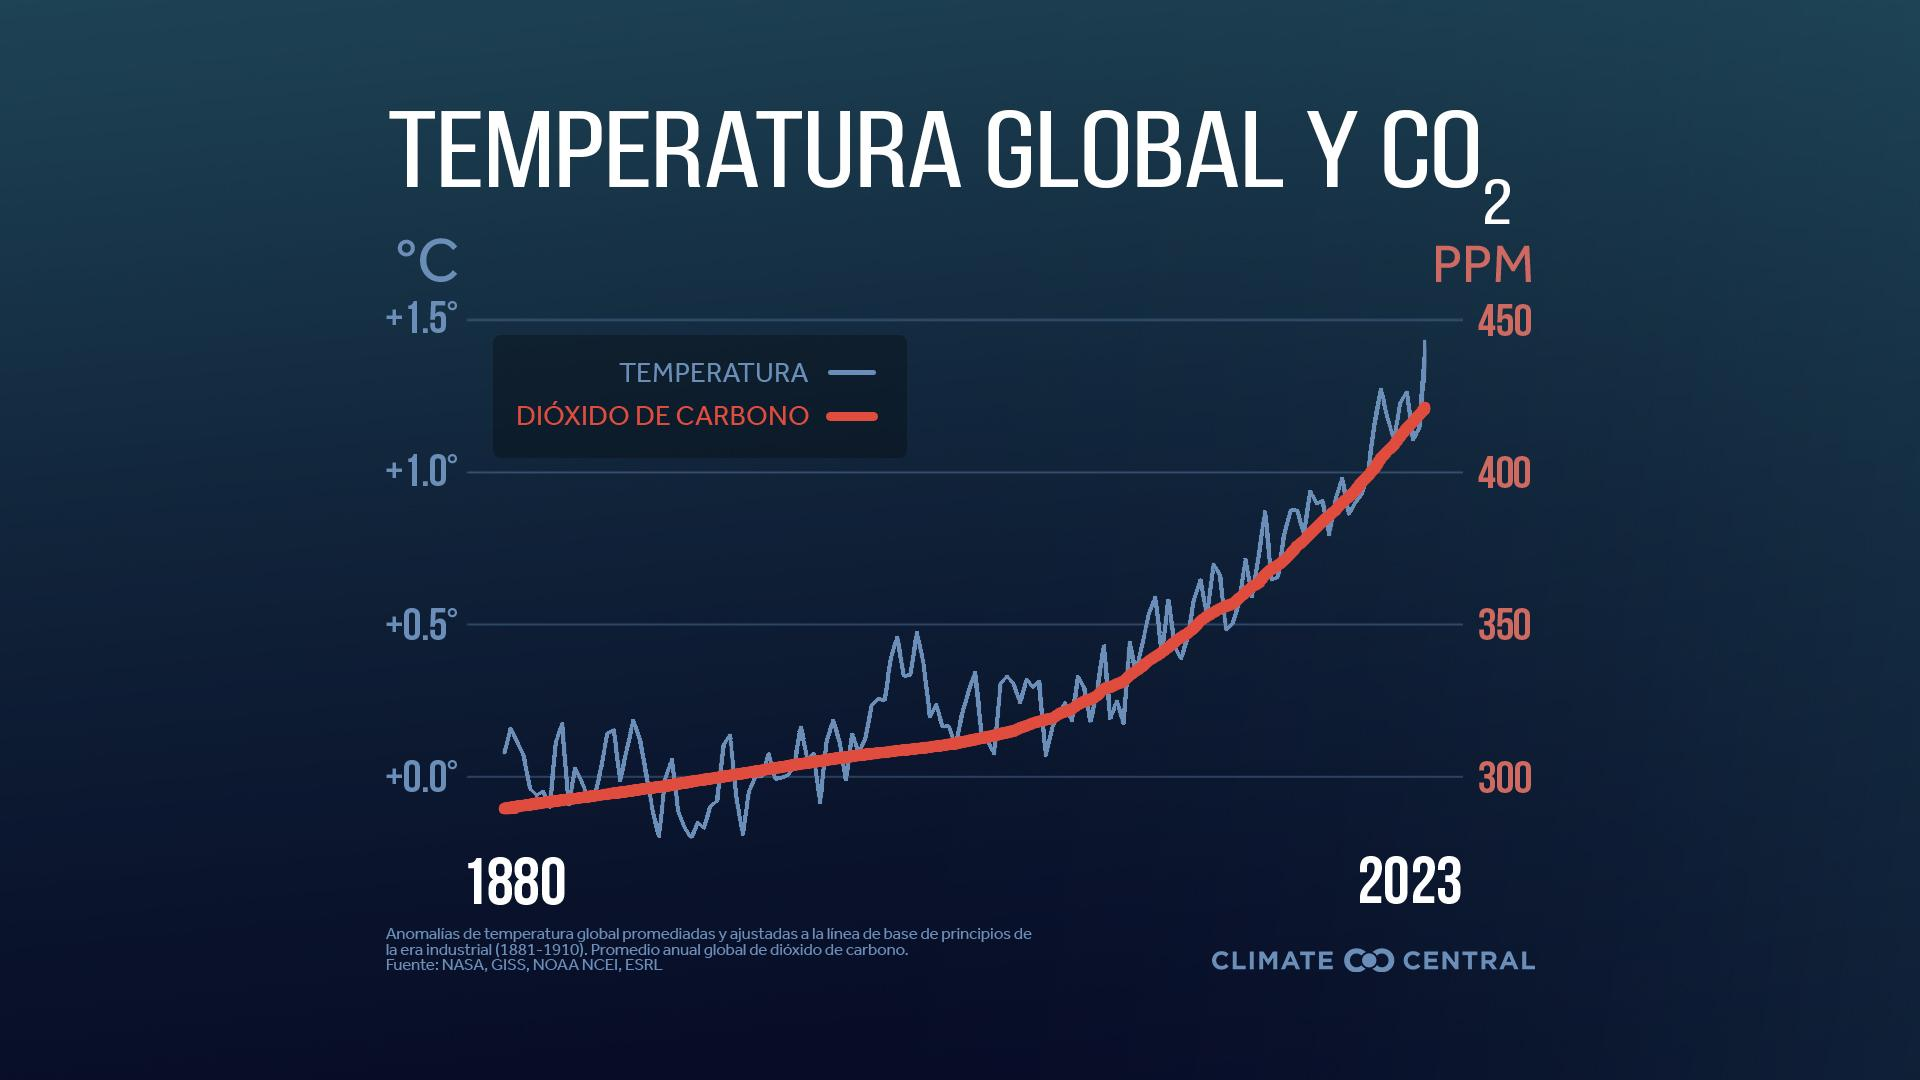 TEMPERATURA GLOBAL Y CO2
°C
PPM
+1.5°
450
TEMPERATURA
DIÓXIDO DE CARBONO
+1.0°
400
+0.5°
350
+0.0°
300
1880
2023
Anomalías de temperatura global promediadas y ajustadas a la línea de base de principios de
la era industrial (1881-1910). Promedio anual global de dióxido de carbono.
Fuente: NASA, GISS, NOAA NCEI, ESRL
CLIMATE CENTRAL